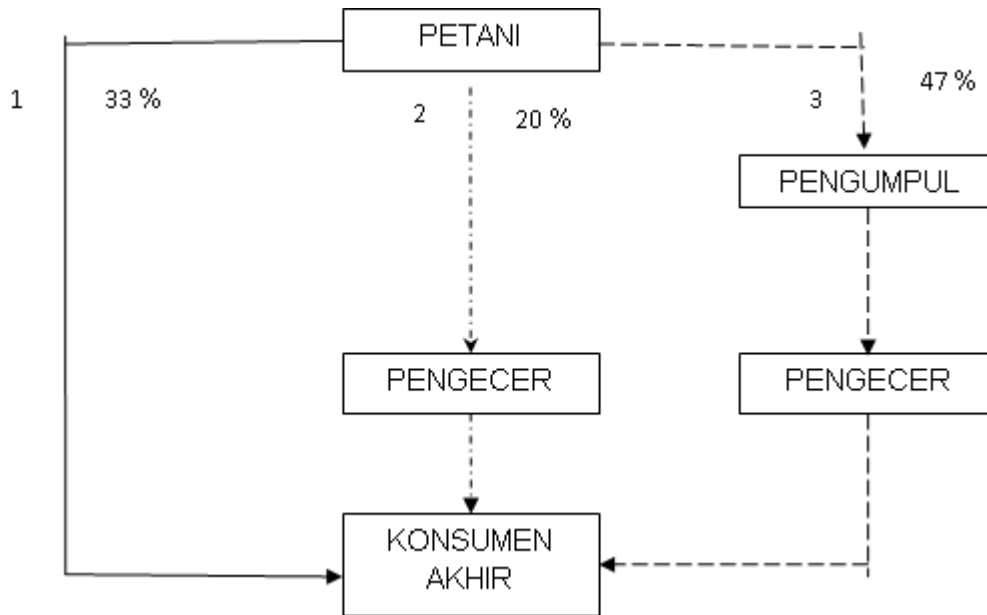 PETANI
1
33 %
2
20 %
3
47 %
PENGUMPUL
PENGECER
PENGECER
KONSUMEN
AKHIR